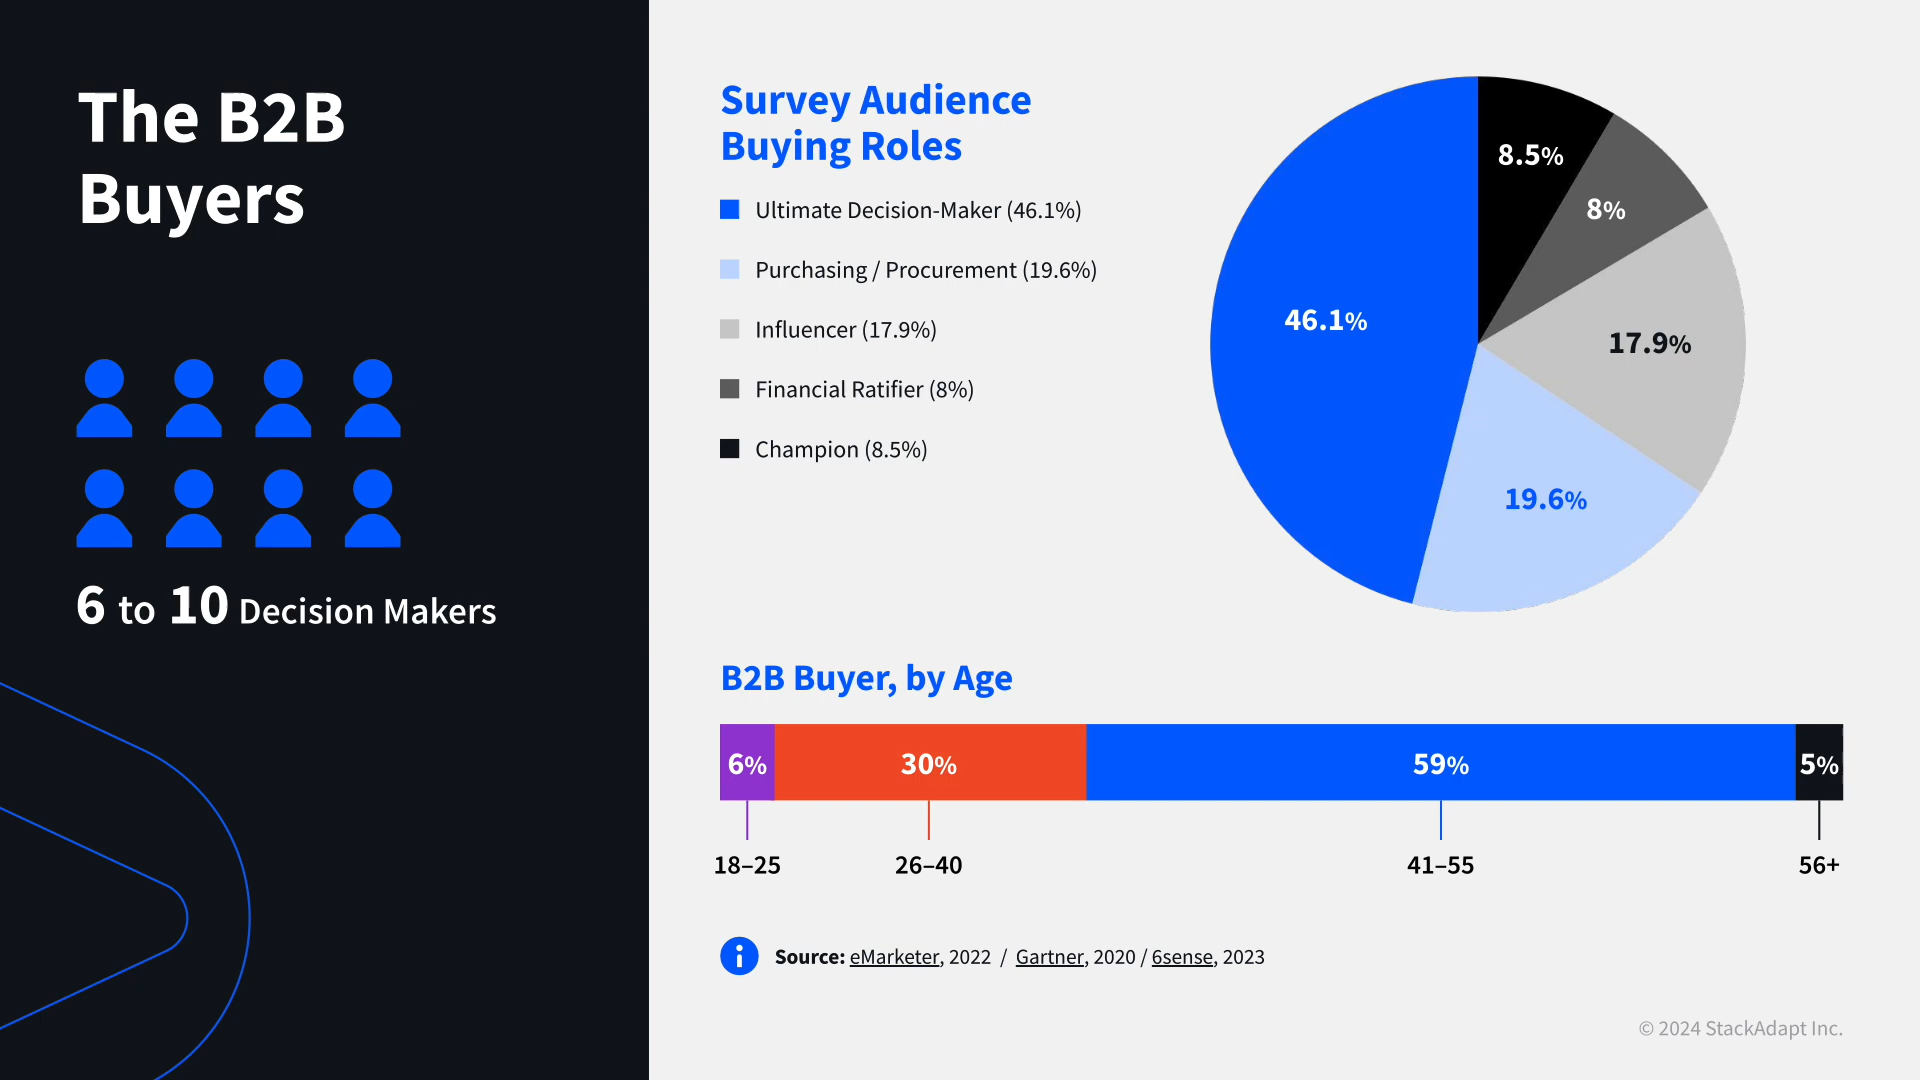 The B2B
Buyers
6 to 10 Decision Makers
Survey Audience
Buying Roles
Ultimate Decision-Maker (46.1%)
Purchasing / Procurement (19.6%)
Influencer (17.9%)
Financial Ratifier (8%)
Champion (8.5%)
8.5%
8%
46.1%
17.9%
19.6%
B2B Buyer, by Age
6% 30% 59% 5%
18–25 26–40 41–55 56+
Source: eMarketer, 2022 / Gartner, 2020 / 6sense, 2023
© 2024 StackAdapt Inc.